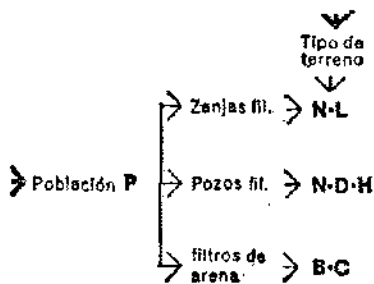 Tipo de
terreno
Zanjas fil. N-L
Población P Pozos fil. N-D-H
filtros de
arena B-C